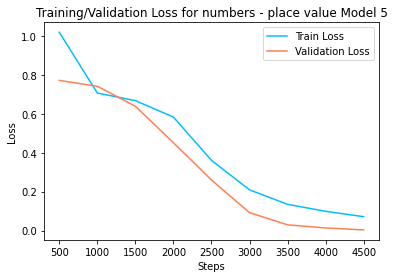 Training/Validation Loss for numbers - place value Model 5
Train Loss
Validation Loss
1.0
0.8
0.6
0.4
0.2
0.0
Loss
500 1000 1500 2000 2500 3000 3500 4000 4500
Steps